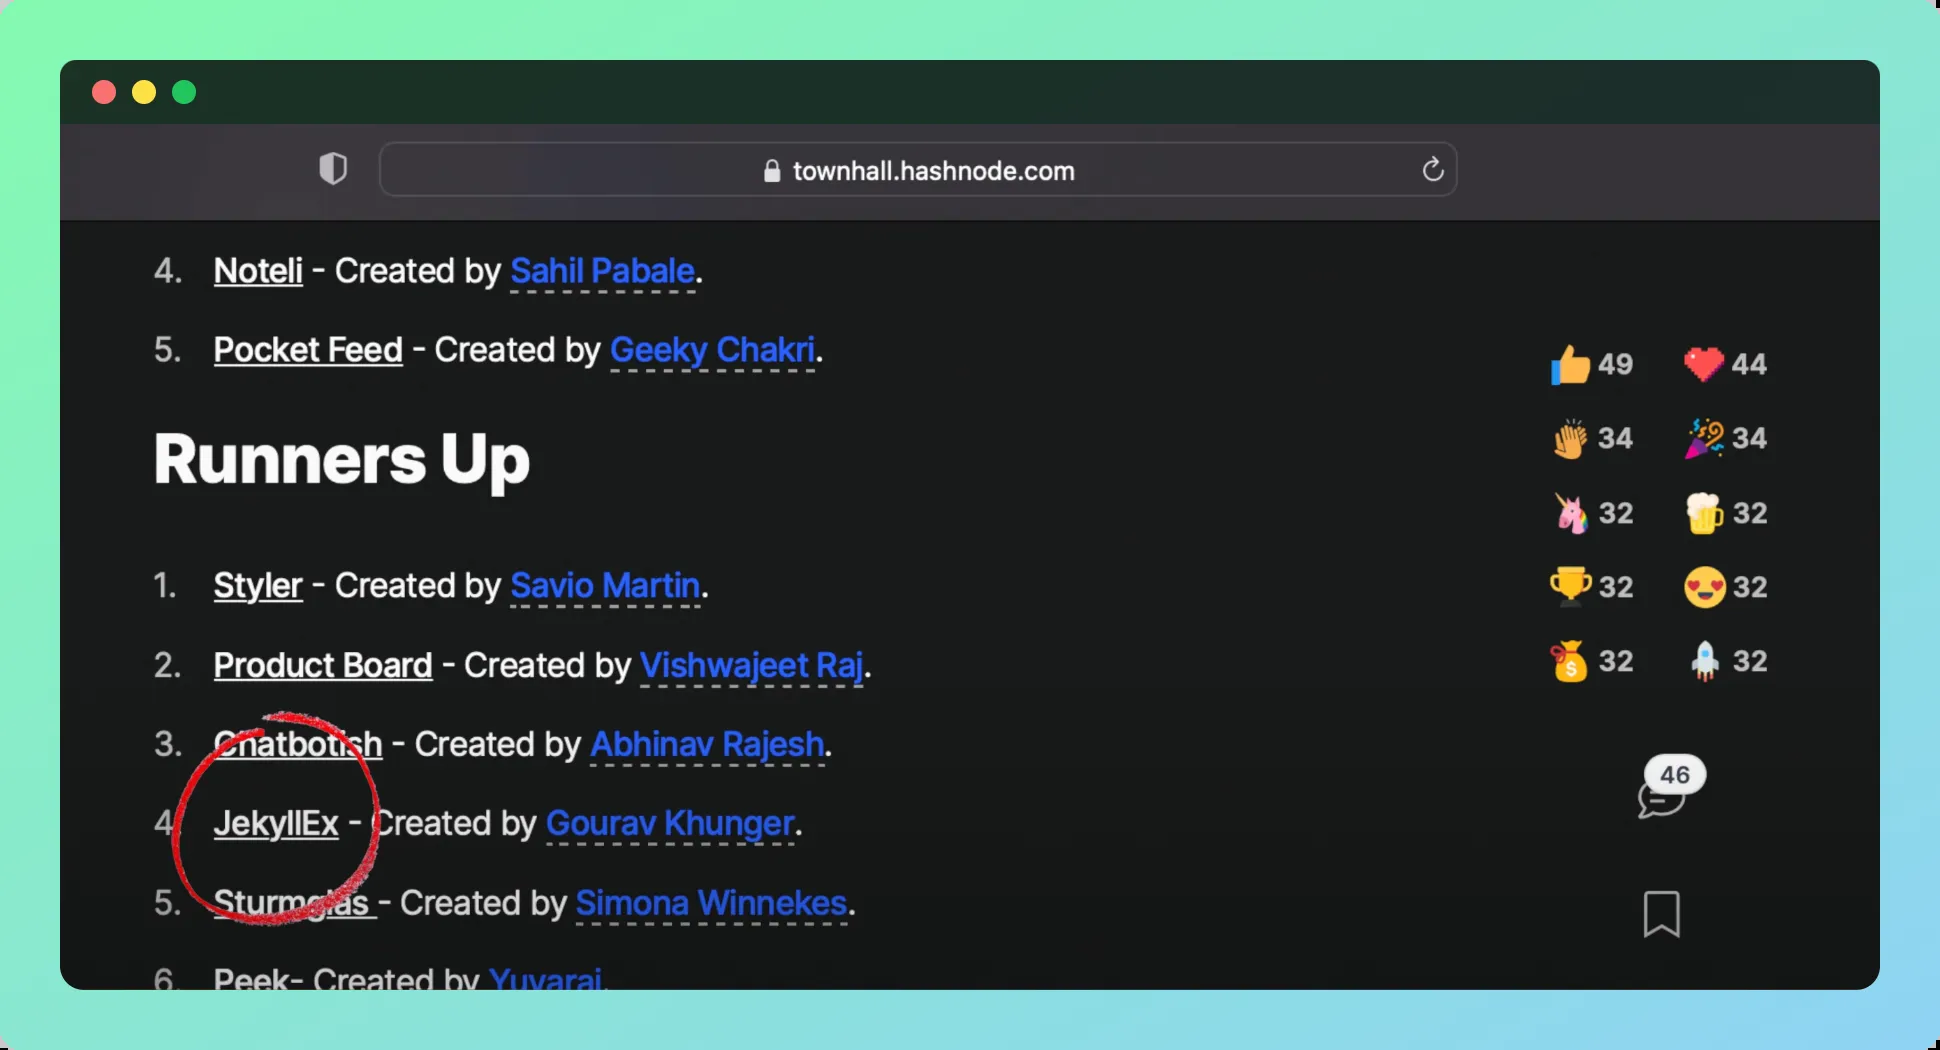 townhall.hashnode.com
4. Noteli - Created by Sahil Pabale.
5. Pocket Feed - Created by Geeky Chakri.
49 44
Runners Up
34 34
32 32
1. Styler - Created by Savio Martin.
32 32
2. Product Board - Created by Vishwajeet Raj.
32 32
3. Chatbotish - Created by Abhinav Rajesh.
46
4. JekyllEx - Created by Gourav Khunger.
5. Sturmglas - Created by Simona Winnekes.
6. Peek- Created by Yuvaraj.